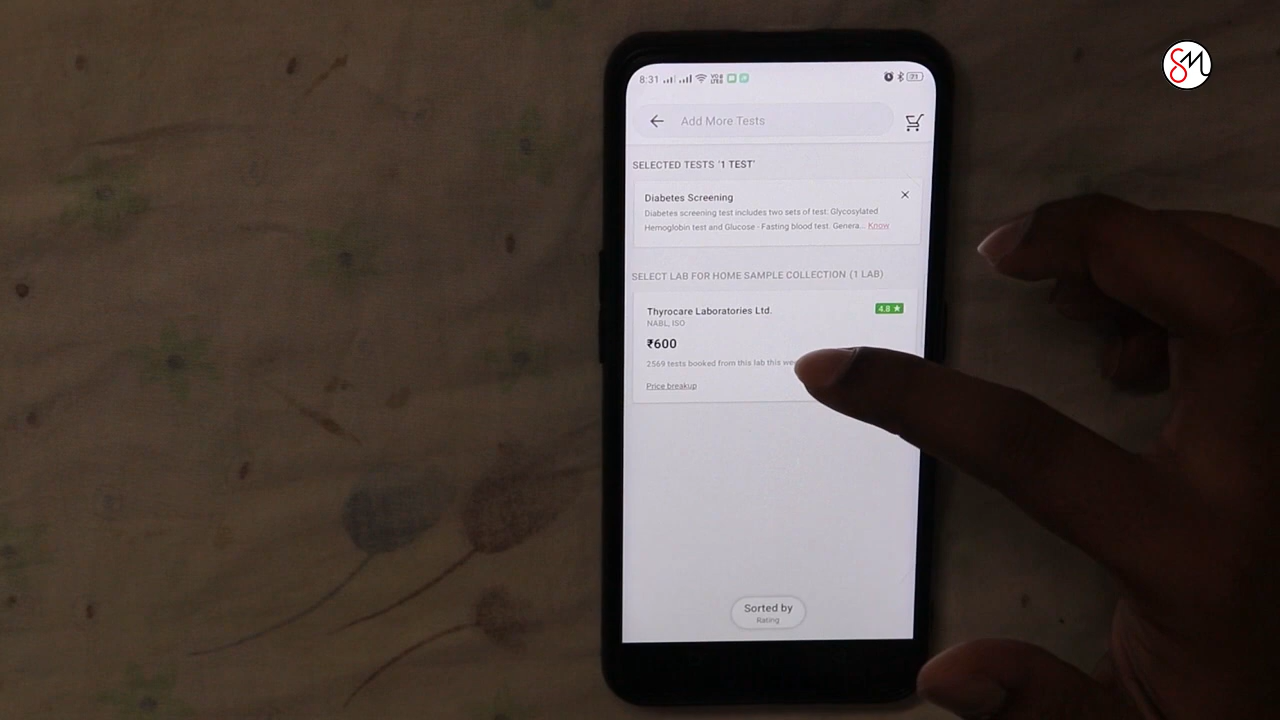 SM
8:31
21
Add More Tests
SELECTED TESTS '1 TEST'
Diabetes Screening
Diabetes screening test includes two sets of test: Glycosylated
Hemoglobin test and Glucose - Fasting blood test. Genera... Know
SELECT LAB FOR HOME SAMPLE COLLECTION (1 LAB)
Thyrocare Laboratories Ltd.
4.8 ★
NABL, ISO
₹600
2569 tests booked from this lab this
Price breakup
Sorted by
Rating